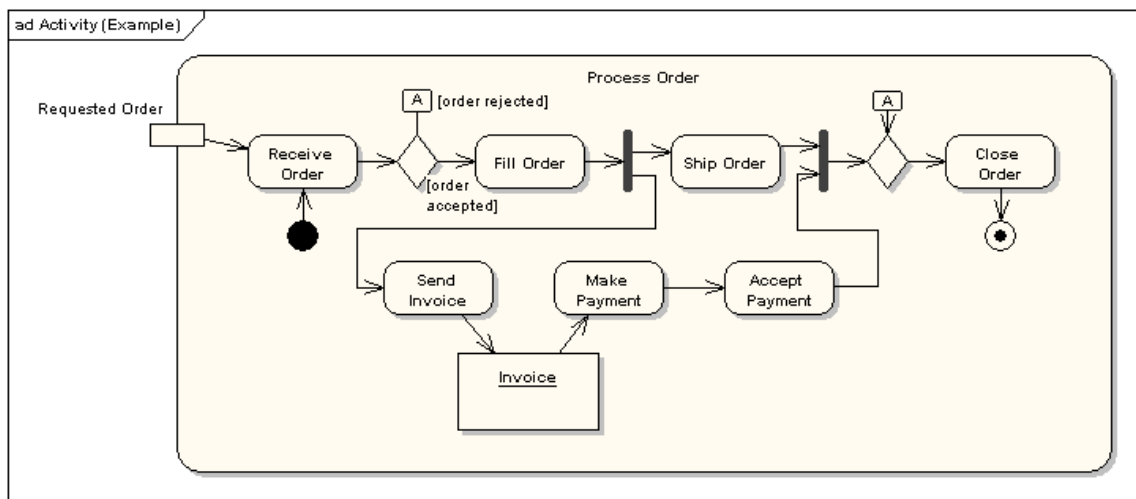 ad Activity (Example)
Process Order
Requested Order
A
[order rejected]
A
Receive
Order
Fill Order
Ship Order
Close
Order
[order
accepted]
Send
Invoice
Make
Payment
Accept
Payment
Invoice